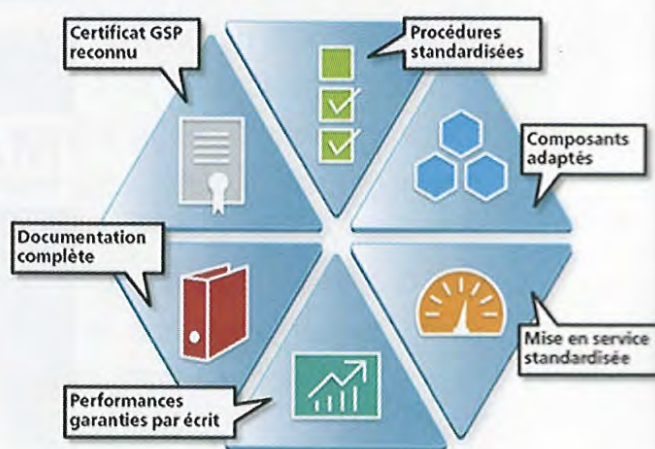 Certificat GSP
reconnu
Procédures
standardisées
Composants
adaptés
Documentation
complète
Mise en service
standardisée
Performances
garanties par écrit